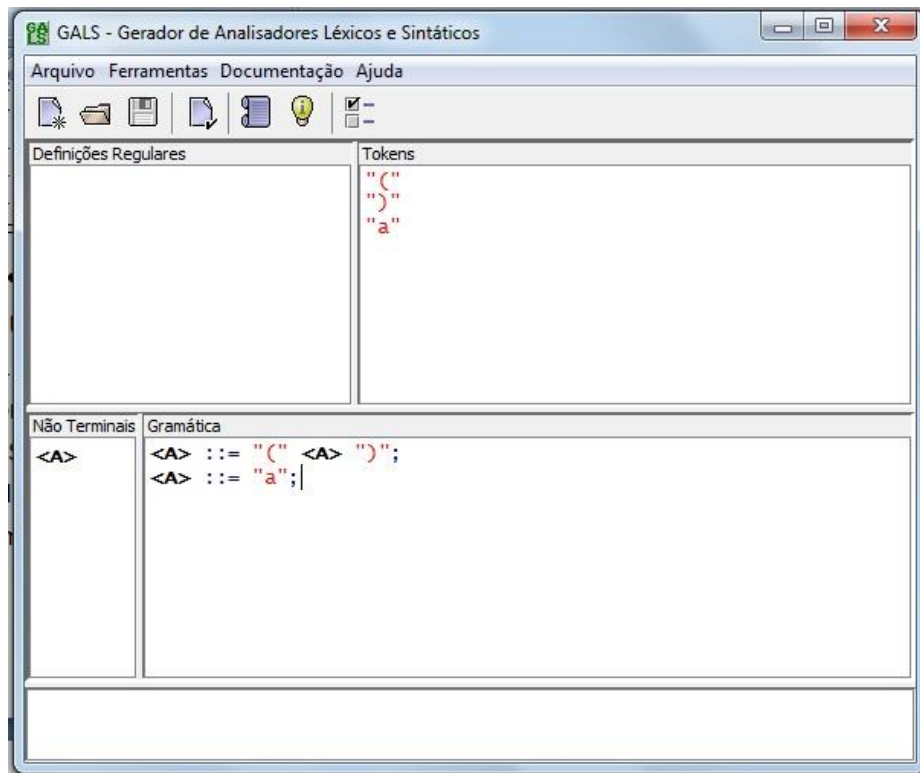 GALS - Gerador de Analisadores Léxicos e Sintáticos
Arquivo Ferramentas Documentação Ajuda
Definições Regulares
Tokens
"("
")"
"a"
Não Terminais
Gramática
<A>
<A> ::= "(" <A> ")";
<A> ::= "a";